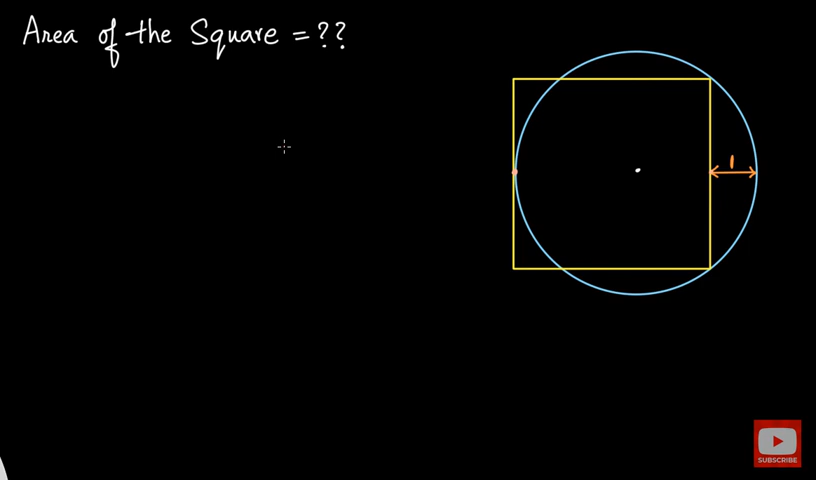 Area of the Square = ??
1
SUBSCRIBE